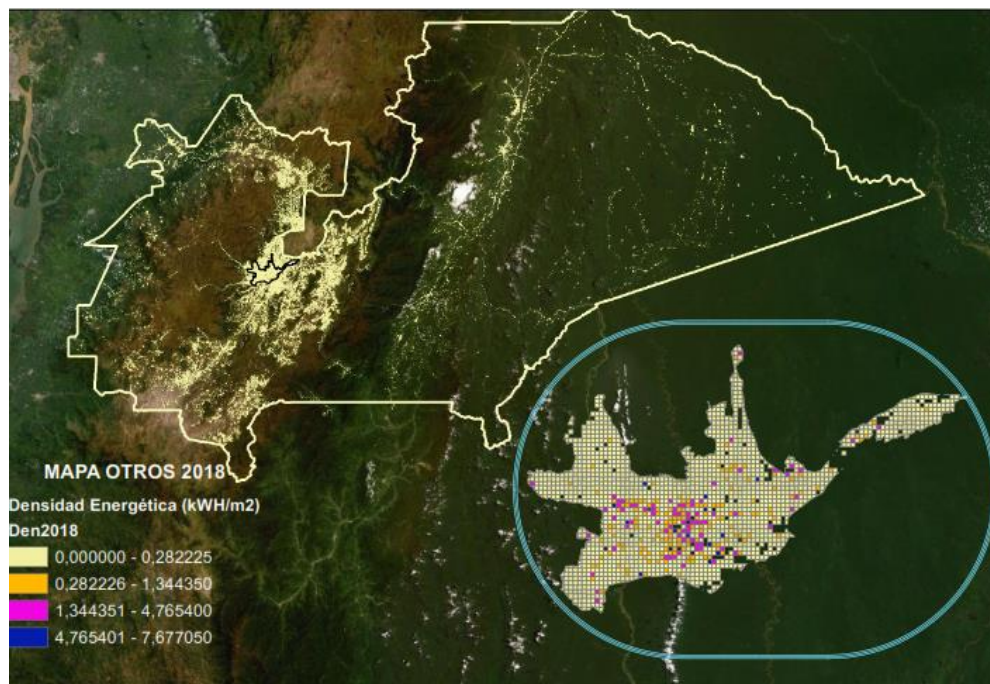 MAPA OTROS 2018
Densidad Energética (kWH/m2)
Den2018
0,000000 - 0,282225
0,282226 - 1,344350
1,344351 - 4,765400
4,765401 - 7,677050